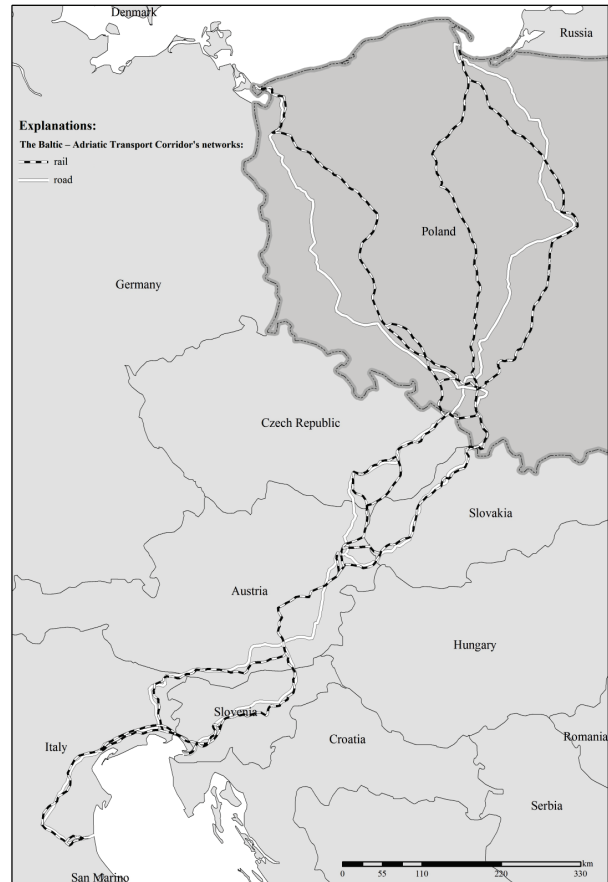 Denmark
Russia
Explanations:
The Baltic – Adriatic Transport Corridor's networks:
rail
road
Poland
Germany
Czech Republic
Slovakia
Austria
Hungary
Slovenia
Italy
Croatia
Romania
Serbia
San Marino
km
0 55 110 220 330